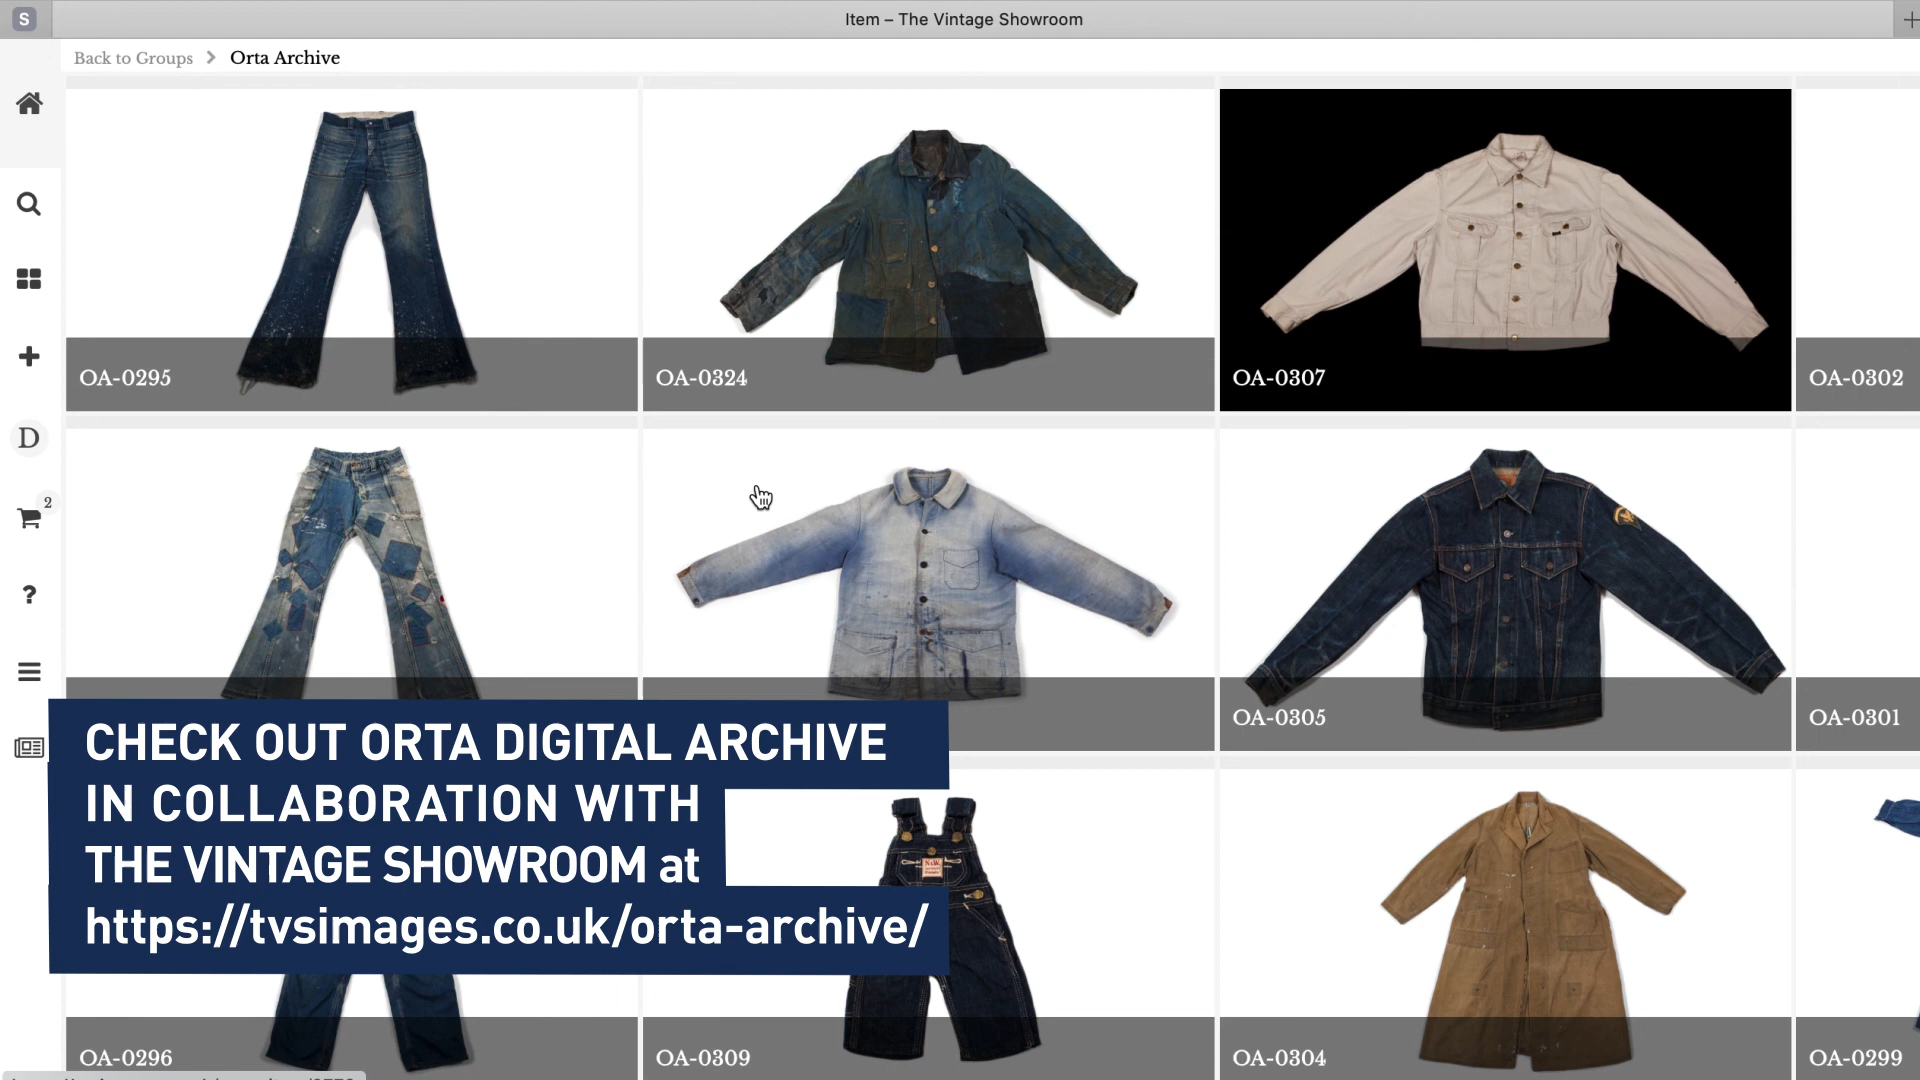 S
Item – The Vintage Showroom
Back to Groups
Orta Archive
OA-0295
OA-0324
OA-0307
OA-0302
D
2
?
OA-0305
OA-0301
CHECK OUT ORTA DIGITAL ARCHIVE
IN COLLABORATION WITH
THE VINTAGE SHOWROOM at
https://tvsimages.co.uk/orta-archive/
OA-0296
OA-0309
OA-0304
OA-0299